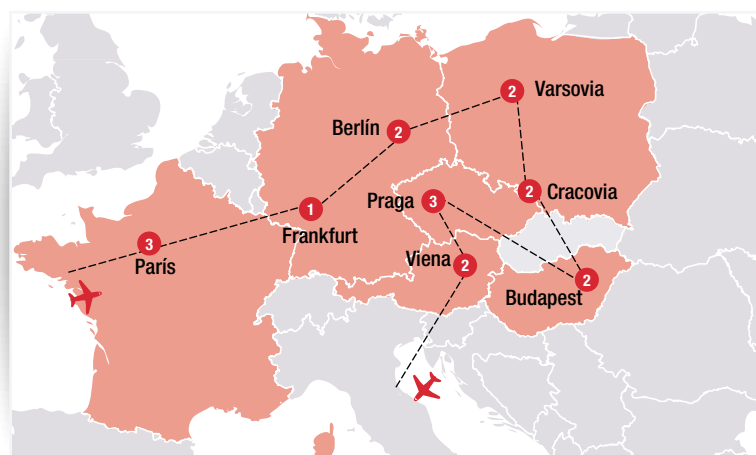 2 Varsovia
Berlín 2
Praga 3
2 Cracovia
1
Frankfurt
3
París
Viena 2
Budapest 2